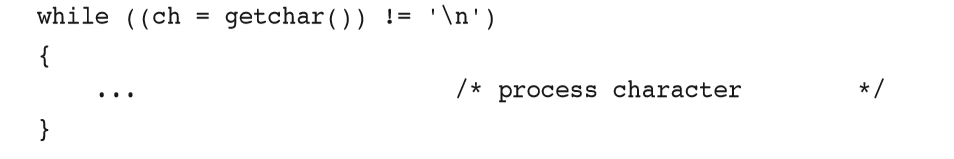 while ((ch = getchar()) != '\n')
{
    ...                      /* process character        */
}